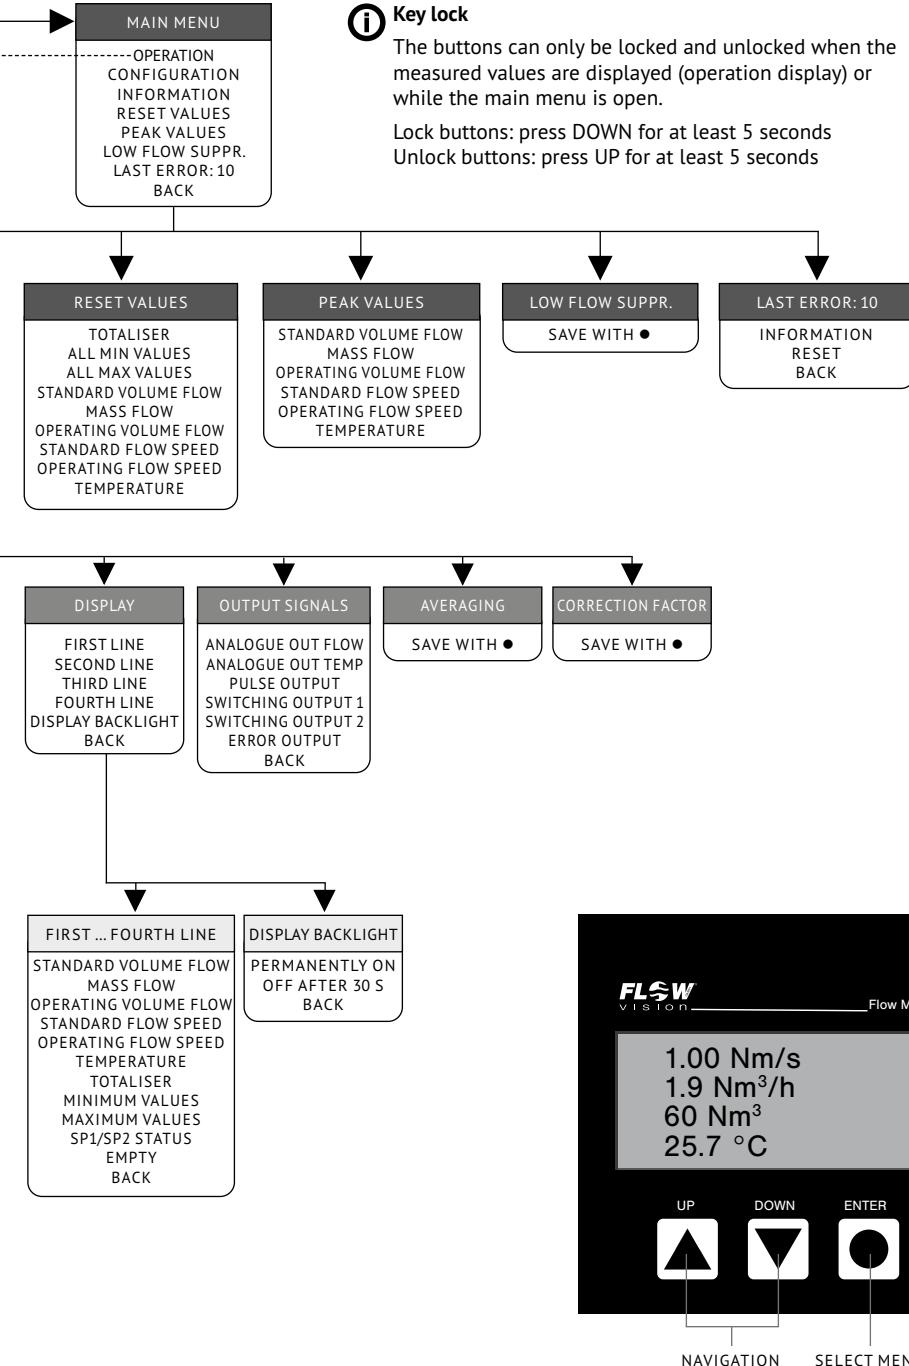 MAIN MENU
OPERATION
CONFIGURATION
INFORMATION
RESET VALUES
PEAK VALUES
LOW FLOW SUPPR.
LAST ERROR: 10
BACK
Key lock
The buttons can only be locked and unlocked when the
measured values are displayed (operation display) or
while the main menu is open.
Lock buttons: press DOWN for at least 5 seconds
Unlock buttons: press UP for at least 5 seconds
RESET VALUES
TOTALISER
ALL MIN VALUES
ALL MAX VALUES
STANDARD VOLUME FLOW
MASS FLOW
OPERATING VOLUME FLOW
STANDARD FLOW SPEED
OPERATING FLOW SPEED
TEMPERATURE
PEAK VALUES
STANDARD VOLUME FLOW
MASS FLOW
OPERATING VOLUME FLOW
STANDARD FLOW SPEED
OPERATING FLOW SPEED
TEMPERATURE
LOW FLOW SUPPR.
SAVE WITH ●
LAST ERROR: 10
INFORMATION
RESET
BACK
DISPLAY
FIRST LINE
SECOND LINE
THIRD LINE
FOURTH LINE
DISPLAY BACKLIGHT
BACK
OUTPUT SIGNALS
ANALOGUE OUT FLOW
ANALOGUE OUT TEMP
PULSE OUTPUT
SWITCHING OUTPUT 1
SWITCHING OUTPUT 2
ERROR OUTPUT
BACK
AVERAGING
SAVE WITH ●
CORRECTION FACTOR
SAVE WITH ●
FIRST ... FOURTH LINE
STANDARD VOLUME FLOW
MASS FLOW
OPERATING VOLUME FLOW
STANDARD FLOW SPEED
OPERATING FLOW SPEED
TEMPERATURE
TOTALISER
MINIMUM VALUES
MAXIMUM VALUES
SP1/SP2 STATUS
EMPTY
BACK
DISPLAY BACKLIGHT
PERMANENTLY ON
OFF AFTER 30 S
BACK
FLOW
vision
Flow M
1.00 Nm/s
1.9 Nm³/h
60 Nm³
25.7 °C
UP DOWN ENTER
NAVIGATION SELECT MEN